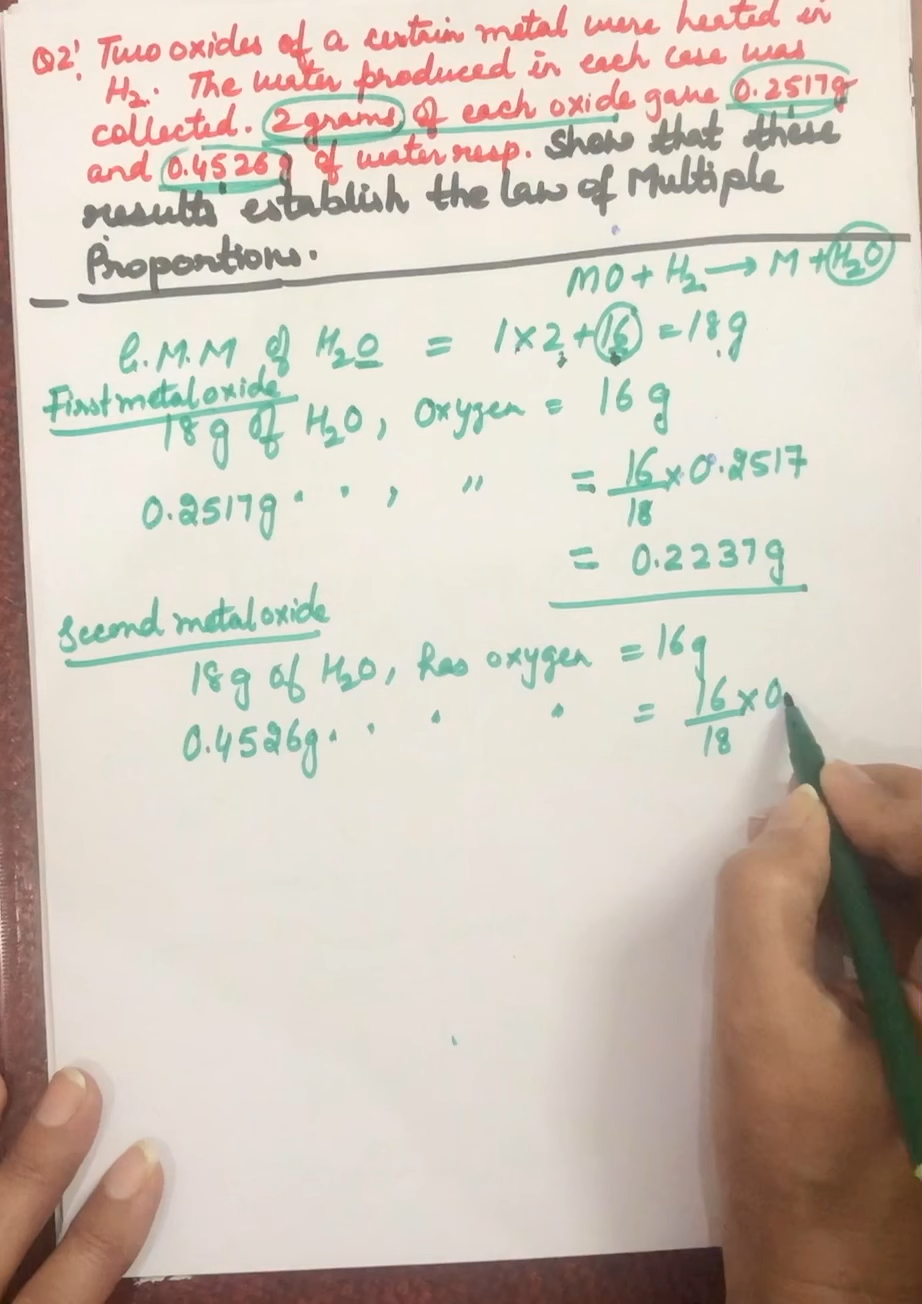 Q2! Two oxides of a certain metal were heated in
H₂. The water produced in each case was
collected. 2grams of each oxide gave 0.2517g
and 0.4526g of water resp. Show that these
results establish the law of Multiple
Proportions.
MO + H₂ → M + H₂O
G.M.M of H₂O = 1×2+16 = 18g
First metal oxide
18g of H₂O, Oxygen = 16g
0.2517g " ", " = 16/18 × 0.2517
= 0.2237g
Second metal oxide
18g of H₂O, has oxygen = 16g
0.4526g " " " " = 16/18 × 0